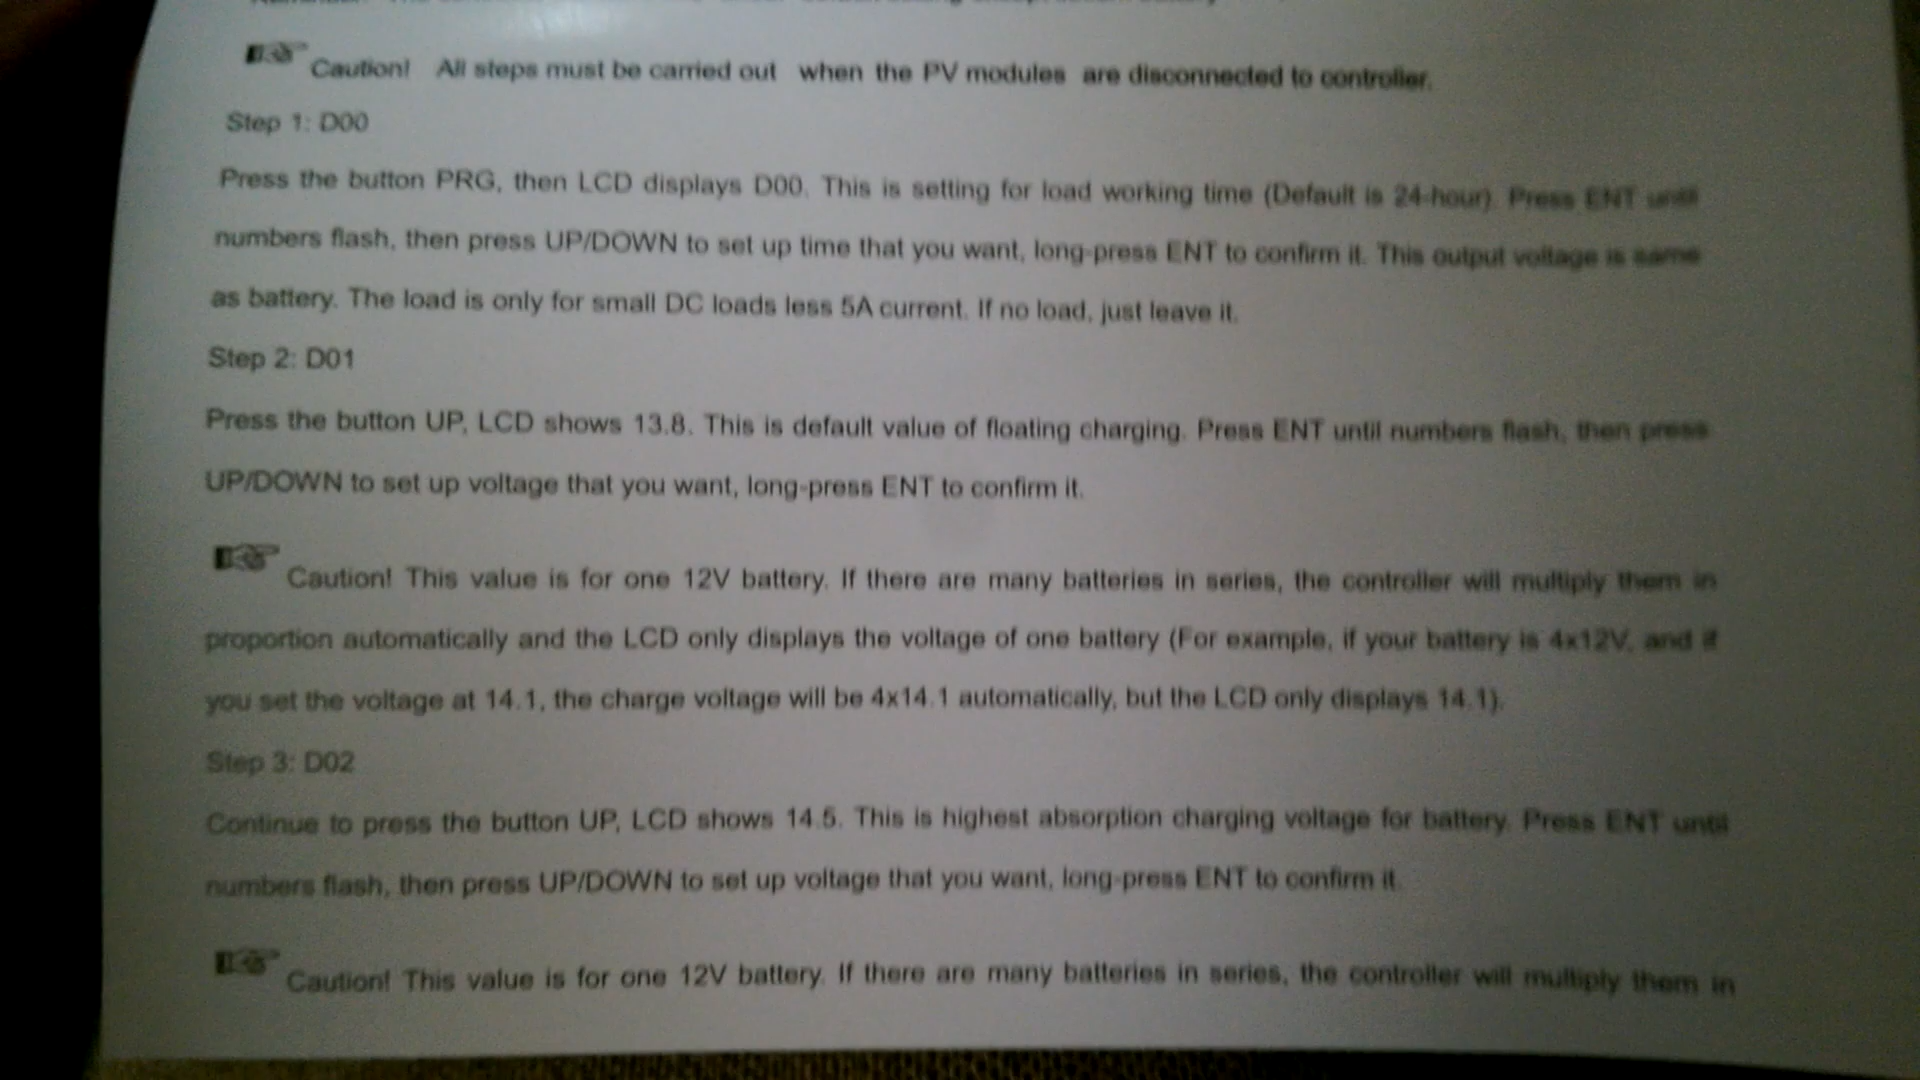 Caution! All steps must be carried out when the PV modules are disconnected to controller.
Step 1: D00
Press the button PRG, then LCD displays D00. This is setting for load working time (Default is 24-hour). Press ENT until
numbers flash, then press UP/DOWN to set up time that you want, long-press ENT to confirm it. This output voltage is same
as battery. The load is only for small DC loads less 5A current. If no load, just leave it.
Step 2: D01
Press the button UP, LCD shows 13.8. This is default value of floating charging. Press ENT until numbers flash, then press
UP/DOWN to set up voltage that you want, long-press ENT to confirm it.
Caution! This value is for one 12V battery. If there are many batteries in series, the controller will multiply them in
proportion automatically and the LCD only displays the voltage of one battery (For example, if your battery is 4x12V, and if
you set the voltage at 14.1, the charge voltage will be 4x14.1 automatically, but the LCD only displays 14.1).
Step 3: D02
Continue to press the button UP, LCD shows 14.5. This is highest absorption charging voltage for battery. Press ENT until
numbers flash, then press UP/DOWN to set up voltage that you want, long-press ENT to confirm it.
Caution! This value is for one 12V battery. If there are many batteries in series, the controller will multiply them in